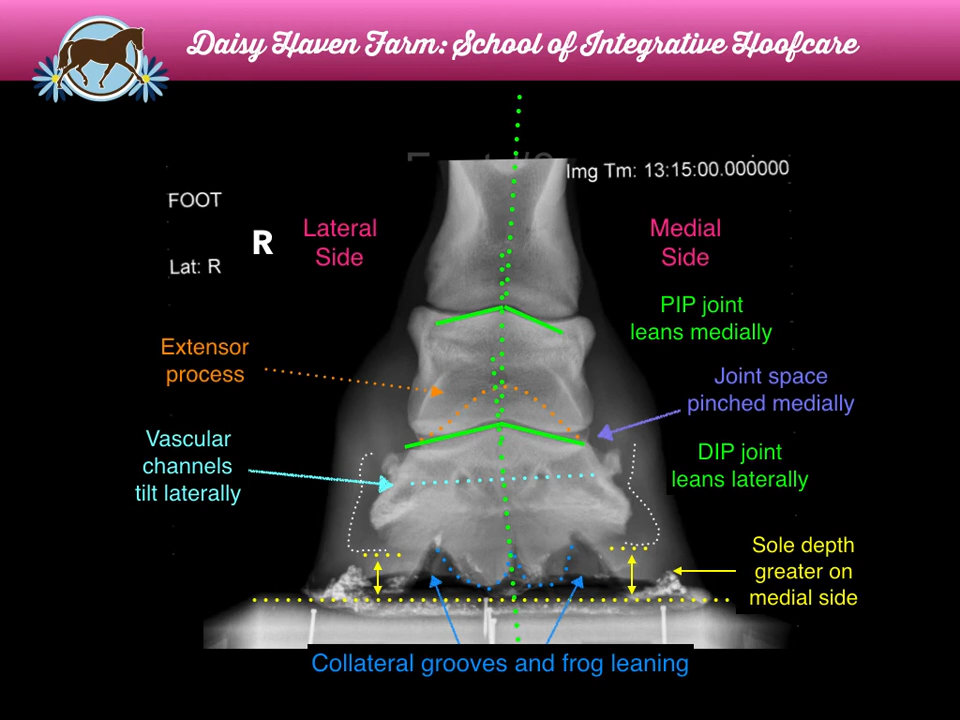 Daisy Haven Farm: School of Integrative Hoofcare
Img Tm: 13:15:00.000000
FOOT
R
Lat: R
Lateral
Side
Medial
Side
PIP joint
leans medially
Extensor
process
Joint space
pinched medially
Vascular
channels
tilt laterally
DIP joint
leans laterally
Sole depth
greater on
medial side
Collateral grooves and frog leaning